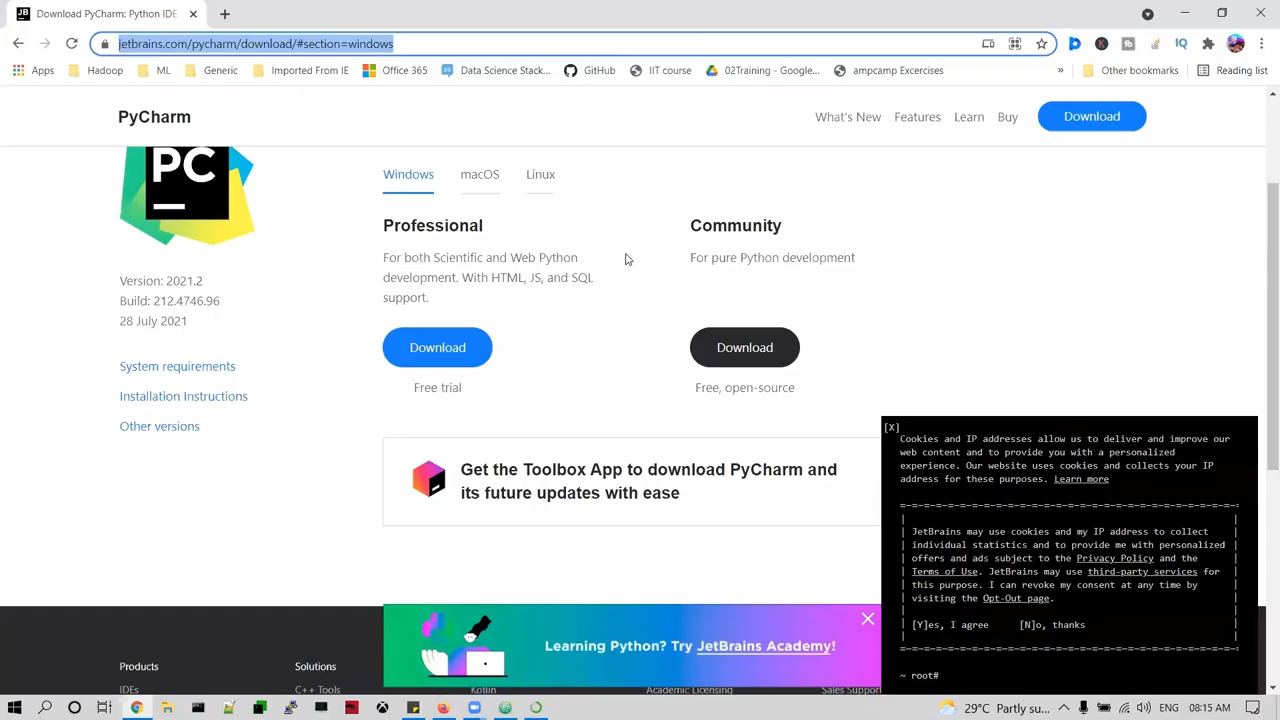 Download PyCharm: Python IDE
jetbrains.com/pycharm/download/#section=windows
Apps
Hadoop
ML
Generic
Imported From IE
Office 365
Data Science Stack...
GitHub
IIT course
02Training - Google...
ampcamp Excercises
»
Other bookmarks
Reading list
PyCharm
What's New
Features
Learn
Buy
Download
PC
Windows
macOS
Linux
Professional
Community
For both Scientific and Web Python
development. With HTML, JS, and SQL
support.
For pure Python development
Version: 2021.2
Build: 212.4746.96
28 July 2021
Download
Download
Free trial
Free, open-source
System requirements
Installation Instructions
Other versions
Get the Toolbox App to download PyCharm and
its future updates with ease
[X]
Cookies and IP addresses allow us to deliver and improve our
web content and to provide you with a personalized
experience. Our website uses cookies and collects your IP
address for these purposes. Learn more
JetBrains may use cookies and my IP address to collect
individual statistics and to provide me with personalized
offers and ads subject to the Privacy Policy and the
Terms of Use. JetBrains may use third-party services for
this purpose. I can revoke my consent at any time by
visiting the Opt-Out page.
[Y]es, I agree [N]o, thanks
~ root#
Learning Python? Try JetBrains Academy!
Products
Solutions
IDEs
C++ Tools
Kotlin
Academic Licensing
Sales Support
29°C Partly su...
ENG
08:15 AM